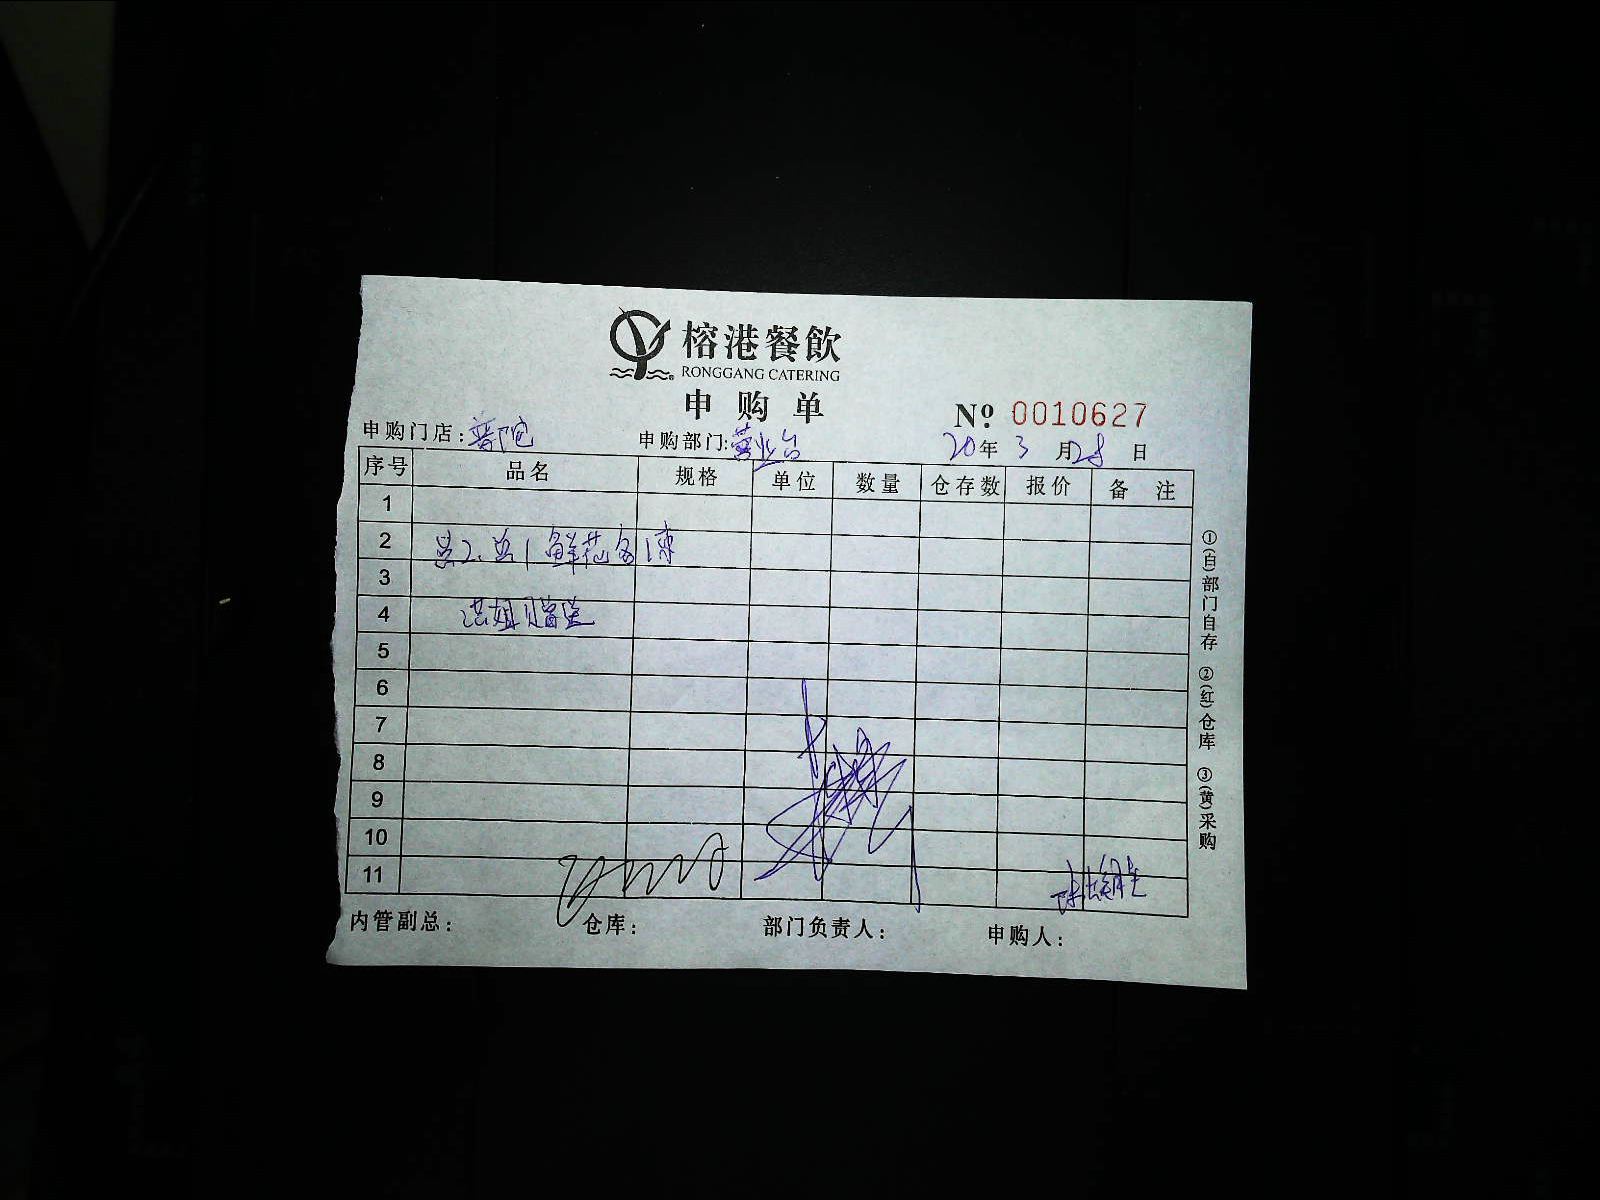 榕港餐飲
RONGGANG CATERING
申购单
Nº 0010627
申购门店:普陀 申购部门:营业台 20年3月28日
序号 品名 规格 单位 数量 仓存数 报价 备注
1
2 鲜花
3
4 洪姐
5
6
7
8
9
10
11
内管副总: 仓库: 部门负责人: 申购人:
①(白)部门自存 ②(红)仓库 ③(黄)采购